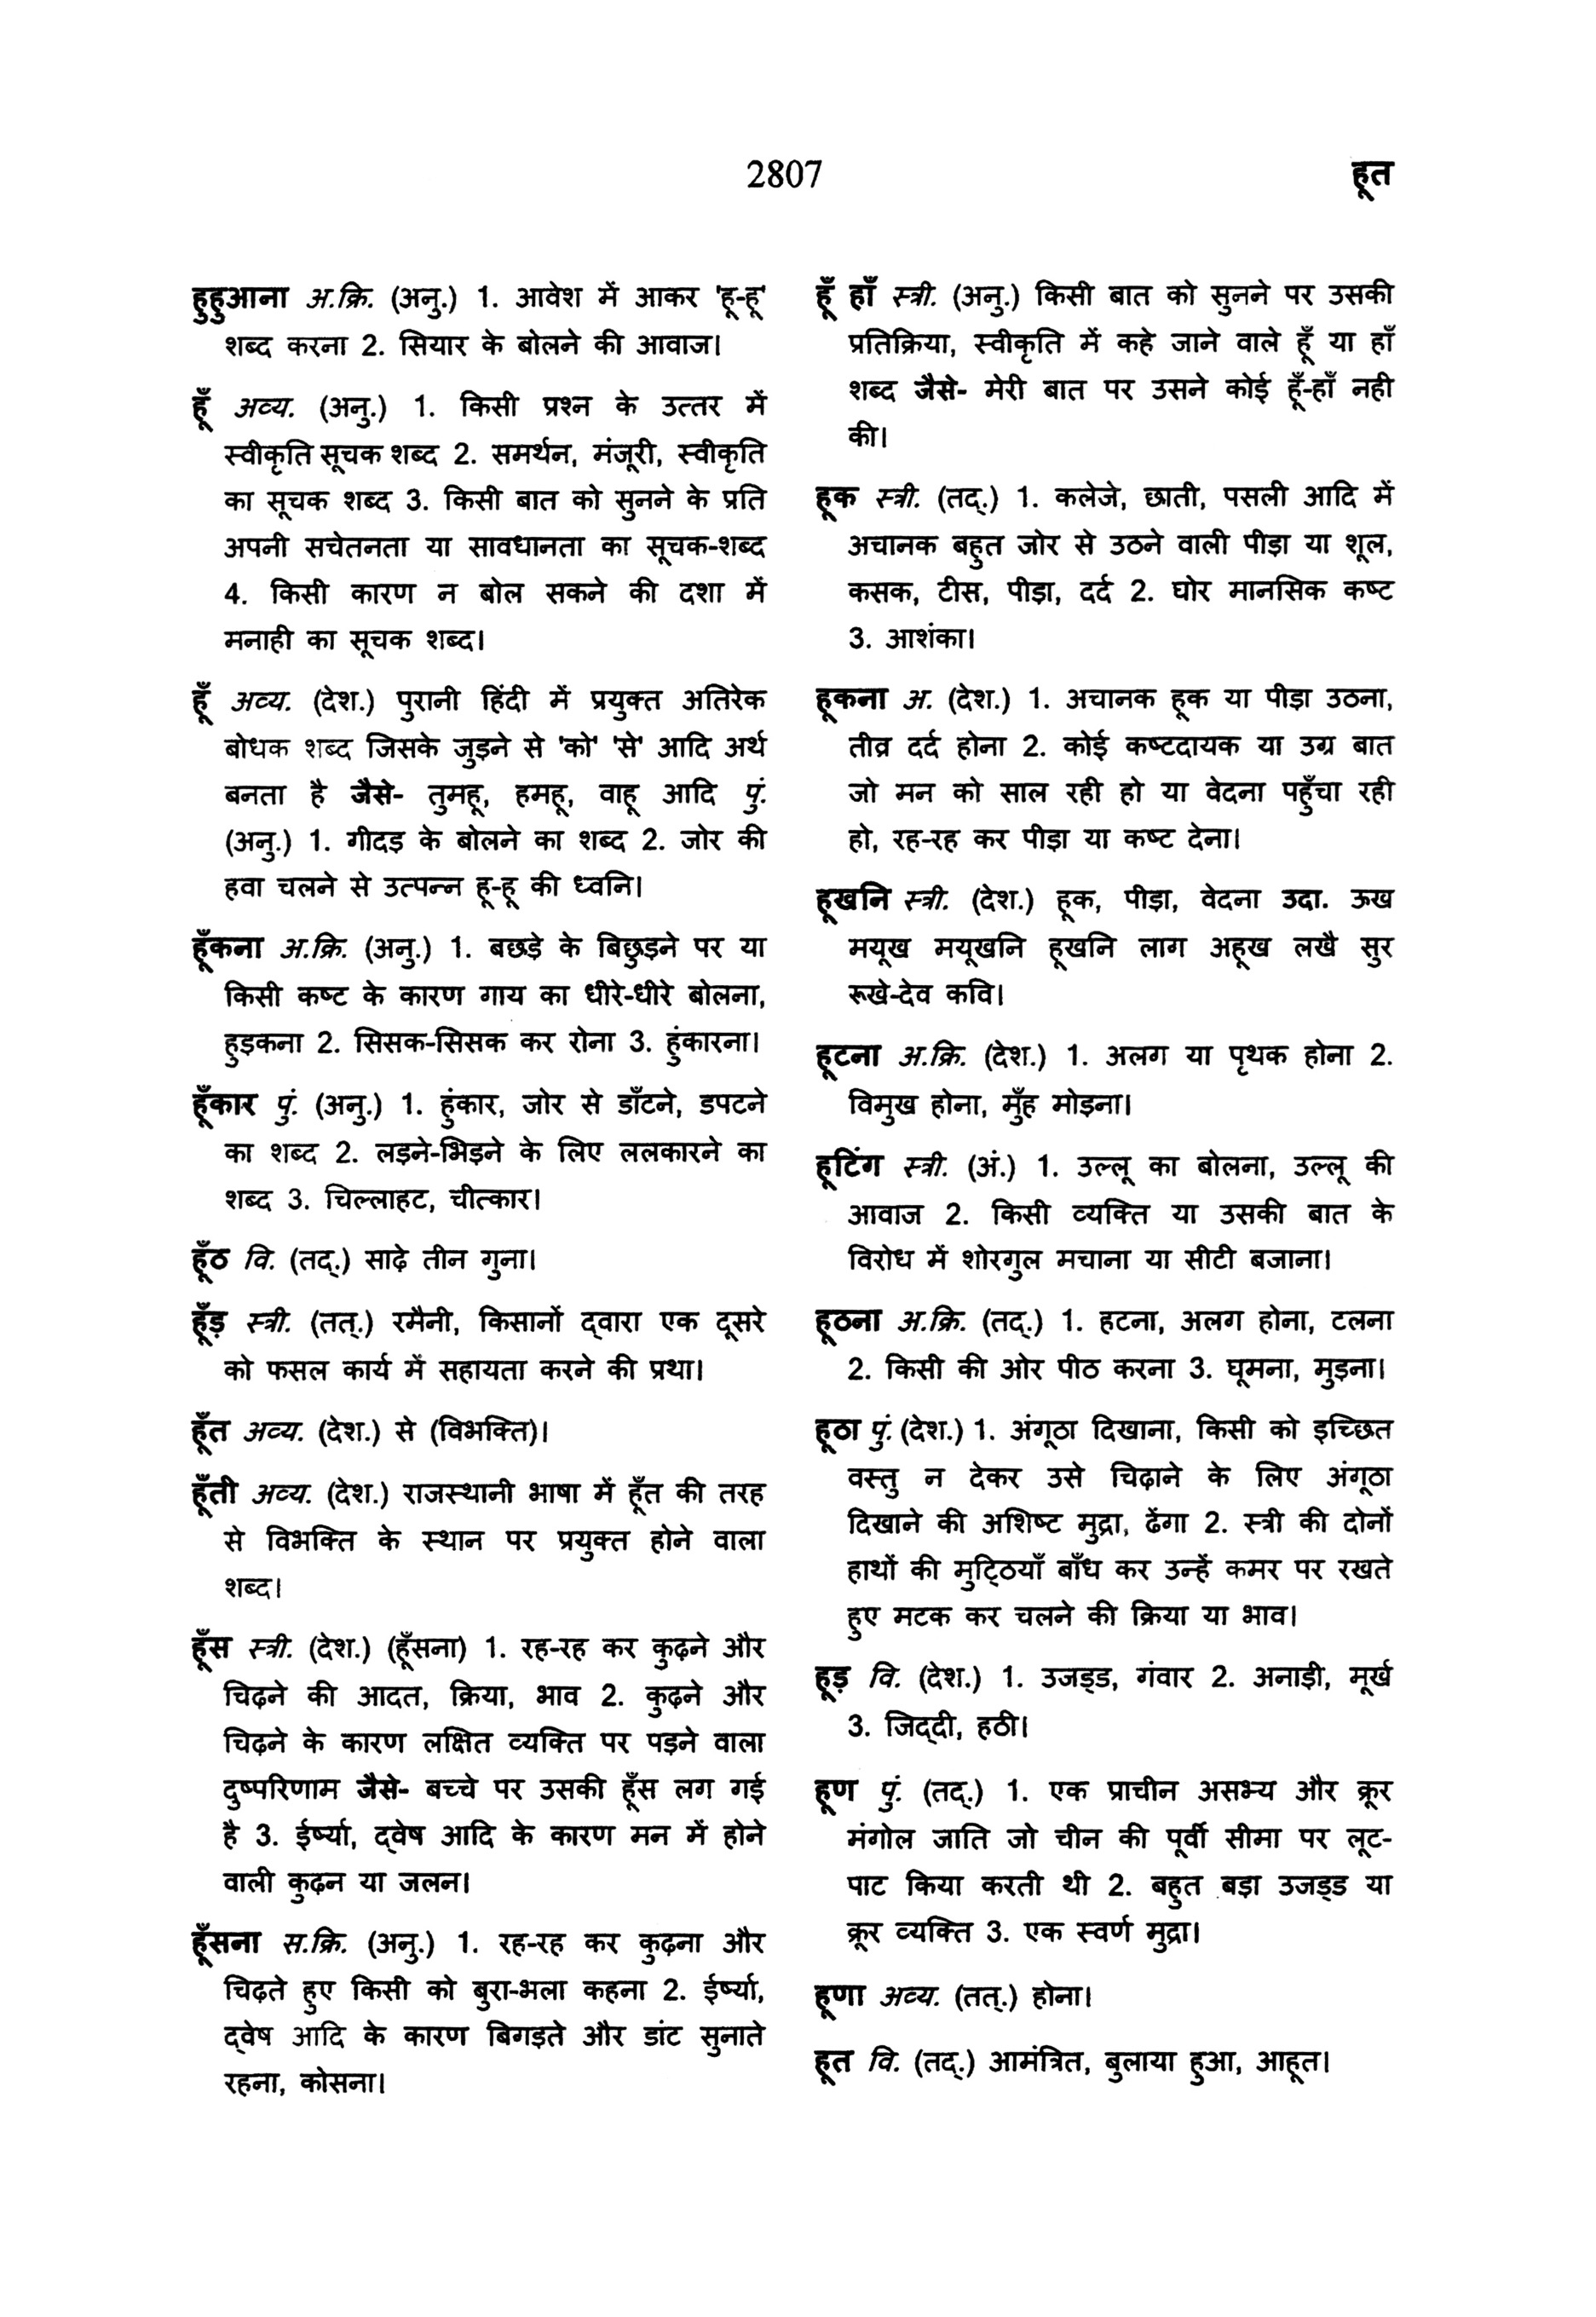 2807
हूत
हुहुआना अ.क्रि. (अनु.) 1. आवेश में आकर 'हू-हू'
शब्द करना 2. सियार के बोलने की आवाज।
हूँ अव्य. (अनु.) 1. किसी प्रश्न के उत्तर में
स्वीकृति सूचक शब्द 2. समर्थन, मंजूरी, स्वीकृति
का सूचक शब्द 3. किसी बात को सुनने के प्रति
अपनी सचेतनता या सावधानता का सूचक-शब्द
4. किसी कारण न बोल सकने की दशा में
मनाही का सूचक शब्द।
हूँ अव्य. (देश.) पुरानी हिंदी में प्रयुक्त अतिरेक
बोधक शब्द जिसके जुड़ने से 'को' 'से' आदि अर्थ
बनता है जैसे- तुमहू, हमहू, वाहू आदि पुं.
(अनु.) 1. गीदड़ के बोलने का शब्द 2. जोर की
हवा चलने से उत्पन्न हू-हू की ध्वनि।
हूँकना अ.क्रि. (अनु.) 1. बछड़े के बिछुड़ने पर या
किसी कष्ट के कारण गाय का धीरे-धीरे बोलना,
हुड़कना 2. सिसक-सिसक कर रोना 3. हुंकारना।
हूँकार पुं. (अनु.) 1. हुंकार, जोर से डाँटने, डपटने
का शब्द 2. लड़ने-भिड़ने के लिए ललकारने का
शब्द 3. चिल्लाहट, चीत्कार।
हूँठ वि. (तद्.) साढ़े तीन गुना।
हूँड़ स्त्री. (तत्.) रमैनी, किसानों द्वारा एक दूसरे
को फसल कार्य में सहायता करने की प्रथा।
हूँत अव्य. (देश.) से (विभक्ति)।
हूँती अव्य. (देश.) राजस्थानी भाषा में हूँत की तरह
से विभक्ति के स्थान पर प्रयुक्त होने वाला
शब्द।
हूँस स्त्री. (देश.) (हूँसना) 1. रह-रह कर कुढ़ने और
चिढ़ने की आदत, क्रिया, भाव 2. कुढ़ने और
चिढ़ने के कारण लक्षित व्यक्ति पर पड़ने वाला
दुष्परिणाम जैसे- बच्चे पर उसकी हूँस लग गई
है 3. ईर्ष्या, द्वेष आदि के कारण मन में होने
वाली कुढ़न या जलन।
हूँसना स.क्रि. (अनु.) 1. रह-रह कर कुढ़ना और
चिढ़ते हुए किसी को बुरा-भला कहना 2. ईर्ष्या,
द्वेष आदि के कारण बिगड़ते और डांट सुनाते
रहना, कोसना।
हूँ हाँ स्त्री. (अनु.) किसी बात को सुनने पर उसकी
प्रतिक्रिया, स्वीकृति में कहे जाने वाले हूँ या हाँ
शब्द जैसे- मेरी बात पर उसने कोई हूँ-हाँ नही
की।
हूक स्त्री. (तद्.) 1. कलेजे, छाती, पसली आदि में
अचानक बहुत जोर से उठने वाली पीड़ा या शूल,
कसक, टीस, पीड़ा, दर्द 2. घोर मानसिक कष्ट
3. आशंका।
हूकना अ. (देश.) 1. अचानक हूक या पीड़ा उठना,
तीव्र दर्द होना 2. कोई कष्टदायक या उग्र बात
जो मन को साल रही हो या वेदना पहुँचा रही
हो, रह-रह कर पीड़ा या कष्ट देना।
हूखनि स्त्री. (देश.) हूक, पीड़ा, वेदना उदा. ऊख
मयूख मयूखनि हूखनि लाग अहूख लखै सुर
रूखे-देव कवि।
हूटना अ.क्रि. (देश.) 1. अलग या पृथक होना 2.
विमुख होना, मुँह मोड़ना।
हूटिंग स्त्री. (अं.) 1. उल्लू का बोलना, उल्लू की
आवाज 2. किसी व्यक्ति या उसकी बात के
विरोध में शोरगुल मचाना या सीटी बजाना।
हूठना अ.क्रि. (तद्.) 1. हटना, अलग होना, टलना
2. किसी की ओर पीठ करना 3. घूमना, मुड़ना।
हूठा पुं. (देश.) 1. अंगूठा दिखाना, किसी को इच्छित
वस्तु न देकर उसे चिढ़ाने के लिए अंगूठा
दिखाने की अशिष्ट मुद्रा, ढेंगा 2. स्त्री की दोनों
हाथों की मुट्ठियाँ बाँध कर उन्हें कमर पर रखते
हुए मटक कर चलने की क्रिया या भाव।
हूड़ वि. (देश.) 1. उजड्ड, गंवार 2. अनाड़ी, मूर्ख
3. जिद्दी, हठी।
हूण पुं. (तद्.) 1. एक प्राचीन असभ्य और क्रूर
मंगोल जाति जो चीन की पूर्वी सीमा पर लूट-
पाट किया करती थी 2. बहुत बड़ा उजड्ड या
क्रूर व्यक्ति 3. एक स्वर्ण मुद्रा।
हूणा अव्य. (तत्.) होना।
हूत वि. (तद्.) आमंत्रित, बुलाया हुआ, आहूत।